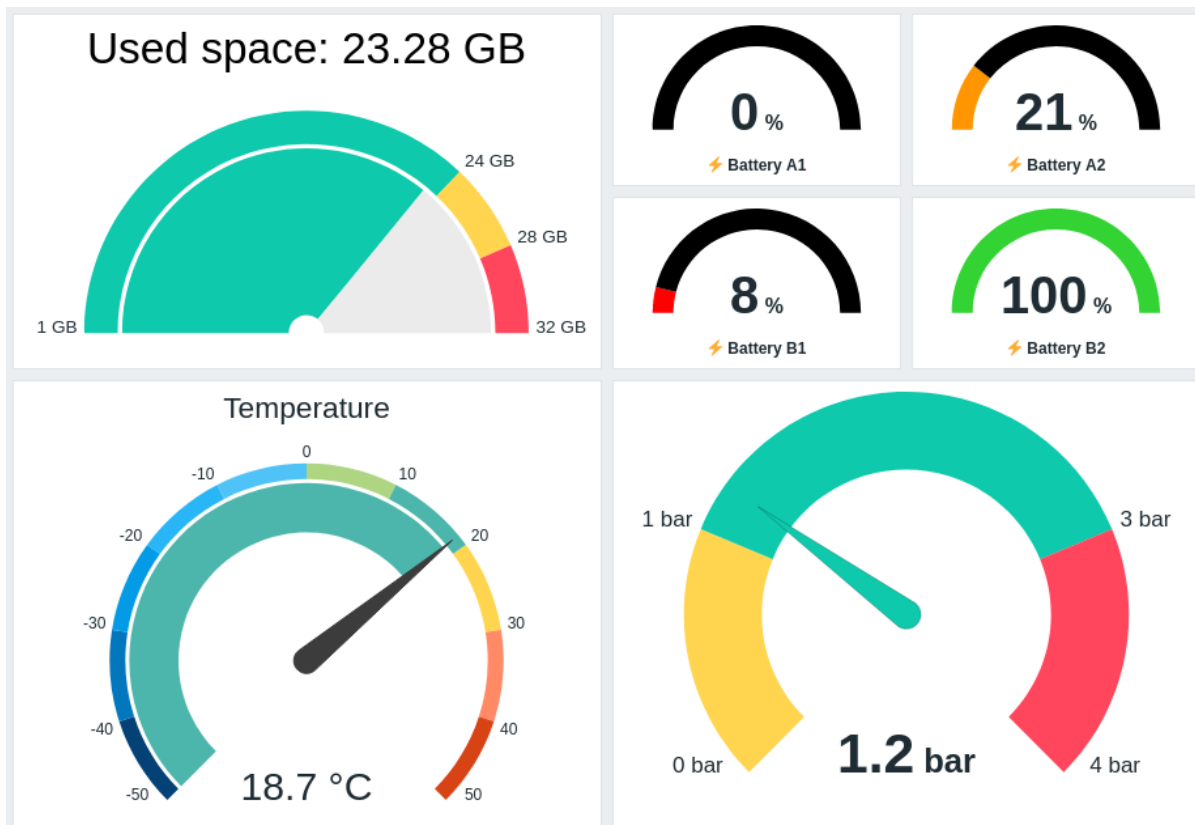 Used space: 23.28 GB
24 GB
28 GB
1 GB
32 GB
0 %
⚡ Battery A1
21 %
⚡ Battery A2
8 %
⚡ Battery B1
100 %
⚡ Battery B2
Temperature
0
-10
10
-20
20
-30
30
-40
40
-50
50
18.7 °C
1 bar
3 bar
0 bar
4 bar
1.2 bar